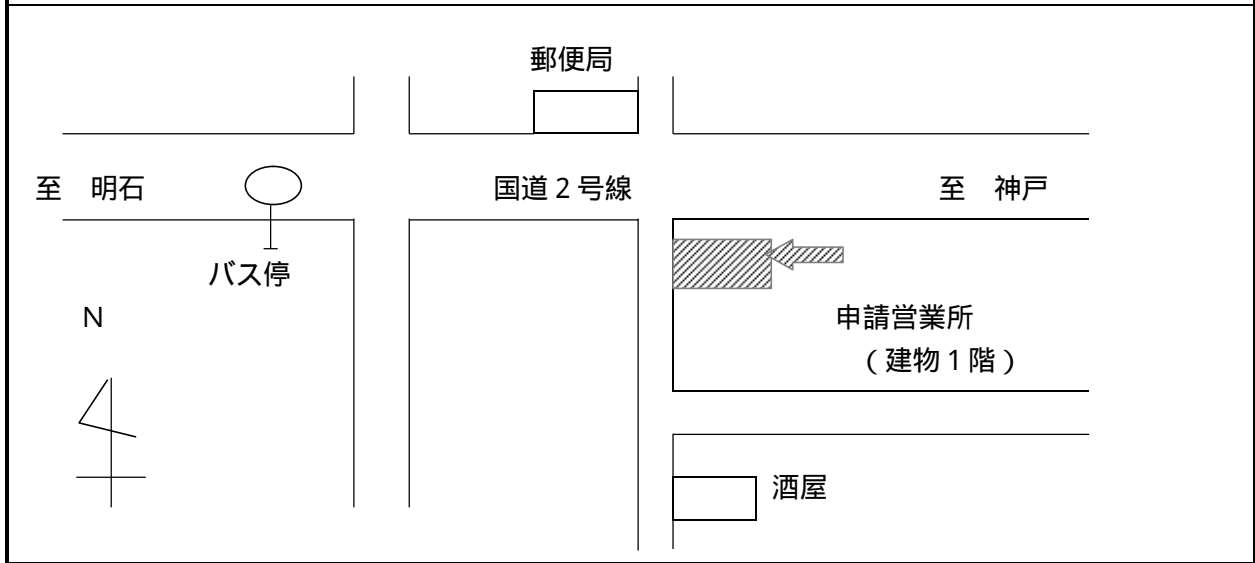 郵便局
至　明石
国道２号線
至　神戸
バス停
N
申請営業所
（建物１階）
酒屋